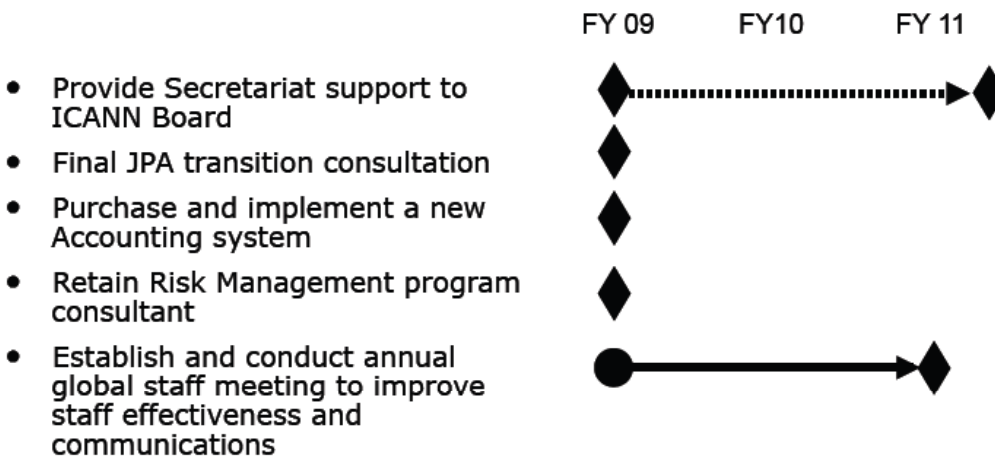 FY 09 FY10 FY 11
• Provide Secretariat support to
ICANN Board
• Final JPA transition consultation
• Purchase and implement a new
Accounting system
• Retain Risk Management program
consultant
• Establish and conduct annual
global staff meeting to improve
staff effectiveness and
communications